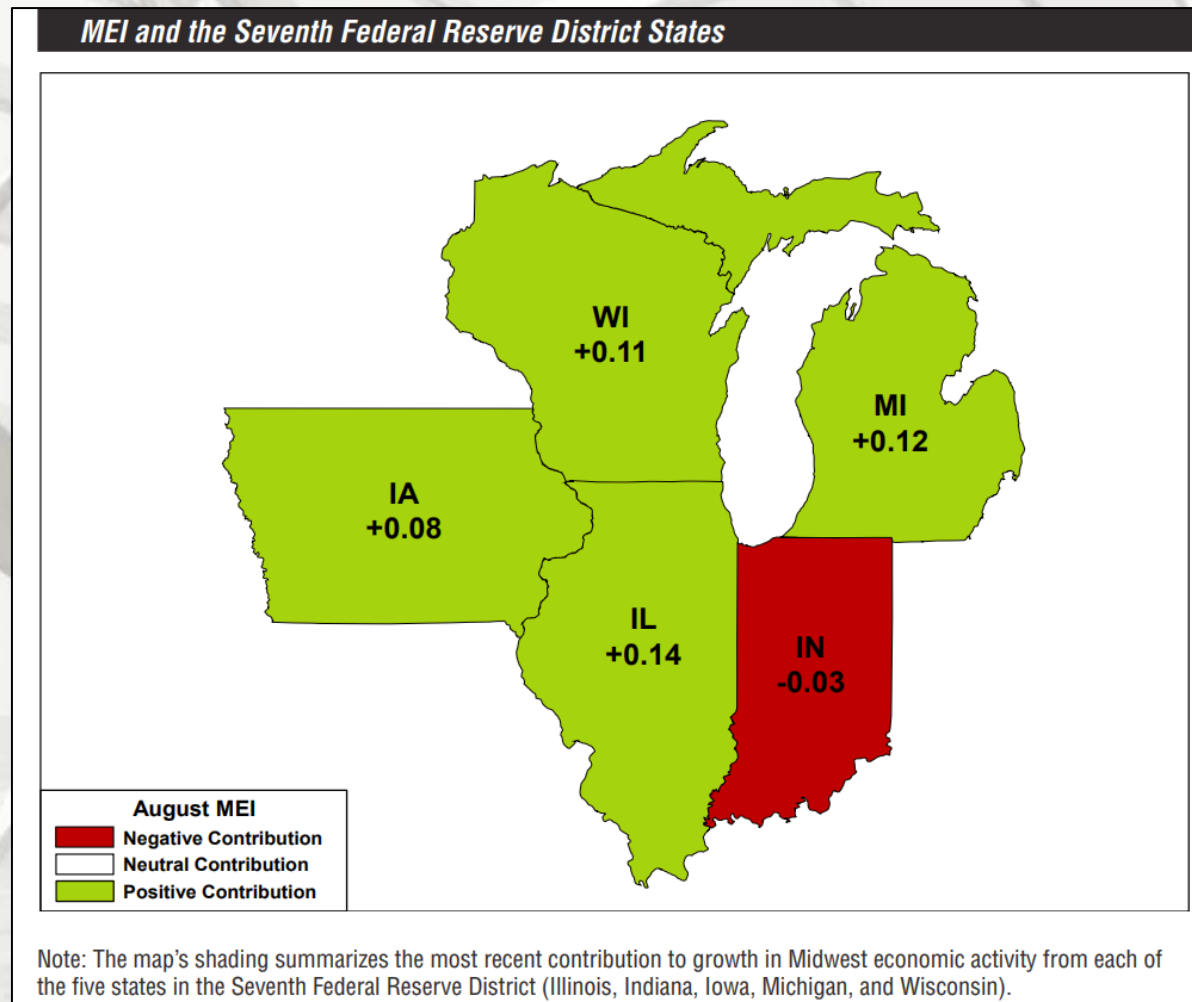 MEI and the Seventh Federal Reserve District States
WI
+0.11
MI
+0.12
IA
+0.08
IL
+0.14
IN
-0.03
August MEI
Negative Contribution
Neutral Contribution
Positive Contribution
Note: The map’s shading summarizes the most recent contribution to growth in Midwest economic activity from each of
the five states in the Seventh Federal Reserve District (Illinois, Indiana, Iowa, Michigan, and Wisconsin).